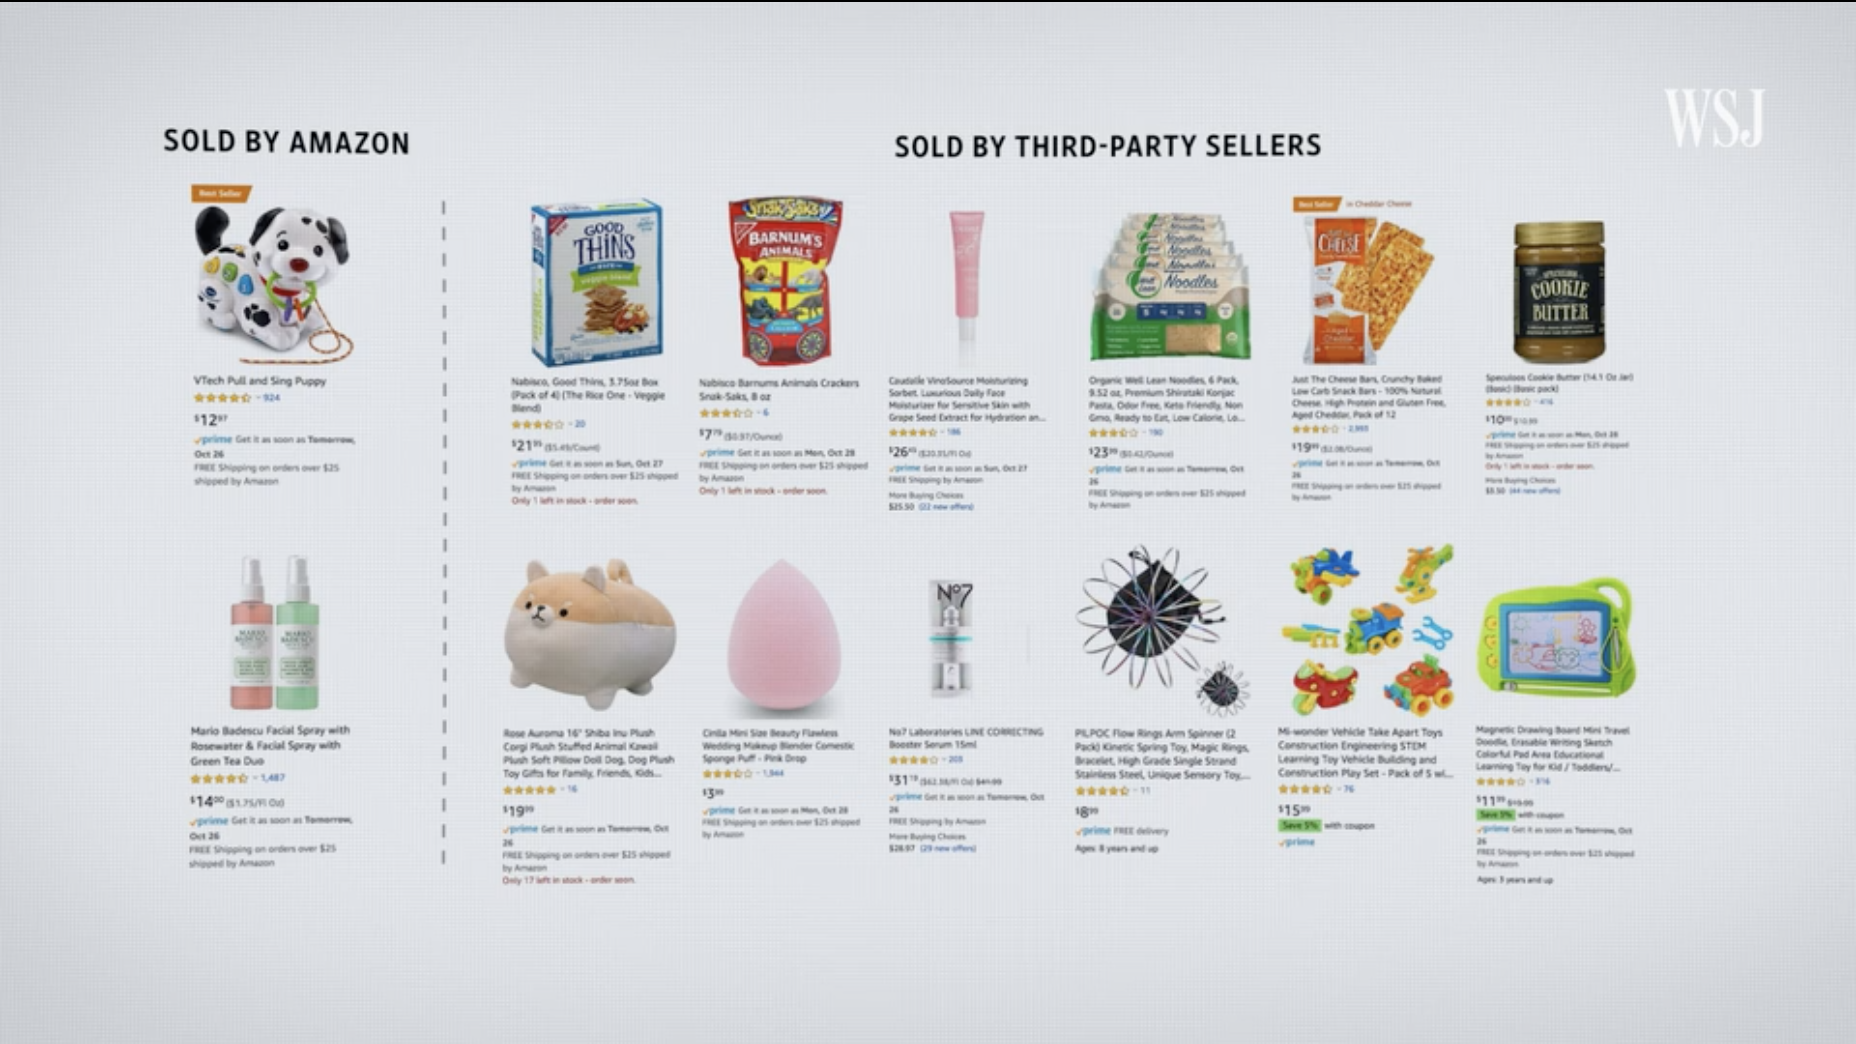 WSJ
SOLD BY AMAZON
SOLD BY THIRD-PARTY SELLERS
Best Seller
VTech Pull and Sing Puppy
924
$12.97
prime Get it as soon as Tomorrow,
Oct 26
FREE Shipping on orders over $25
shipped by Amazon
GOOD
THiNS
Nabisco, Good Thins, 3.75oz Box
(Pack of 4) (The Rice One - Veggie
Blend)
20
$21.95 ($5.49/Count)
prime Get it as soon as Sun, Oct 27
FREE Shipping on orders over $25 shipped
by Amazon
Only 1 left in stock - order soon.
BARNUM'S
ANIMALS
Nabisco Barnums Animals Crackers
Snak-Saks, 8 oz
6
$7.79 ($0.97/Ounce)
prime Get it as soon as Mon, Oct 28
FREE Shipping on orders over $25 shipped
by Amazon
Only 1 left in stock - order soon.
Caudalie VinoSource Moisturizing
Sorbet. Luxurious Daily Face
Moisturizer for Sensitive Skin with
Grape Seed Extract for Hydration an...
186
prime Get it as soon as Sun, Oct 27
FREE Shipping by Amazon
More Buying Choices
$25.50 (22 new offers)
Noodles
Organic Well Lean Noodles, 6 Pack,
9.52 oz, Premium Shirataki Konjac
Pasta, Odor Free, Keto Friendly, Non
Gmo, Ready to Eat, Low Calorie, Lo...
190
$23.99 ($0.42/Ounce)
prime Get it as soon as Tomorrow, Oct
26
FREE Shipping on orders over $25 shipped
by Amazon
Best Seller in Cheddar Cheese
CHEESE
Just The Cheese Bars, Crunchy Baked
Low Carb Snack Bars - 100% Natural
Cheese. High Protein and Gluten Free,
Aged Cheddar, Pack of 12
$19.99 ($2.08/Ounce)
prime Get it as soon as Tomorrow, Oct
26
FREE Shipping on orders over $25 shipped
by Amazon
COOKIE
BUTTER
Speculoos Cookie Butter (14.1 Oz Jar)
(Basic) (Basic pack)
416
prime Get it as soon as Mon, Oct 28
FREE Shipping on orders over $25 shipped
by Amazon
Only 1 left in stock - order soon.
More Buying Choices
(44 new offers)
MARIO
BADESCU
MARIO
BADESCU
Mario Badescu Facial Spray with
Rosewater & Facial Spray with
Green Tea Duo
1,487
$14.00 ($1.75/Fl Oz)
prime Get it as soon as Tomorrow,
Oct 26
FREE Shipping on orders over $25
shipped by Amazon
Rose Auroma 16" Shiba Inu Plush
Corgi Plush Stuffed Animal Kawaii
Plush Soft Pillow Doll Dog, Dog Plush
Toy Gifts for Family, Friends, Kids...
16
$19.99
prime Get it as soon as Tomorrow, Oct
26
FREE Shipping on orders over $25 shipped
by Amazon
Only 17 left in stock - order soon.
Cinlla Mini Size Beauty Flawless
Wedding Makeup Blender Comestic
Sponge Puff - Pink Drop
1,944
$3.99
prime Get it as soon as Mon, Oct 28
FREE Shipping on orders over $25 shipped
by Amazon
No7
No7 Laboratories LINE CORRECTING
Booster Serum 15ml
203
prime Get it as soon as Tomorrow, Oct
26
FREE Shipping by Amazon
More Buying Choices
$28.97 (29 new offers)
PILPOC Flow Rings Arm Spinner (2
Pack) Kinetic Spring Toy, Magic Rings,
Bracelet, High Grade Single Strand
Stainless Steel, Unique Sensory Toy,...
11
$8.99
prime FREE delivery
Ages: 8 years and up
Mi-wonder Vehicle Take Apart Toys
Construction Engineering STEM
Learning Toy Vehicle Building and
Construction Play Set - Pack of 5 wi...
76
$15.99
Save 5% with coupon
prime
Magnetic Drawing Board Mini Travel
Doodle, Erasable Writing Sketch
Colorful Pad Area Educational
Learning Toy for Kid / Toddlers/...
316
$11.99 $19.99
Save 5% with coupon
prime Get it as soon as Tomorrow, Oct
26
FREE Shipping on orders over $25 shipped
by Amazon
Ages: 3 years and up